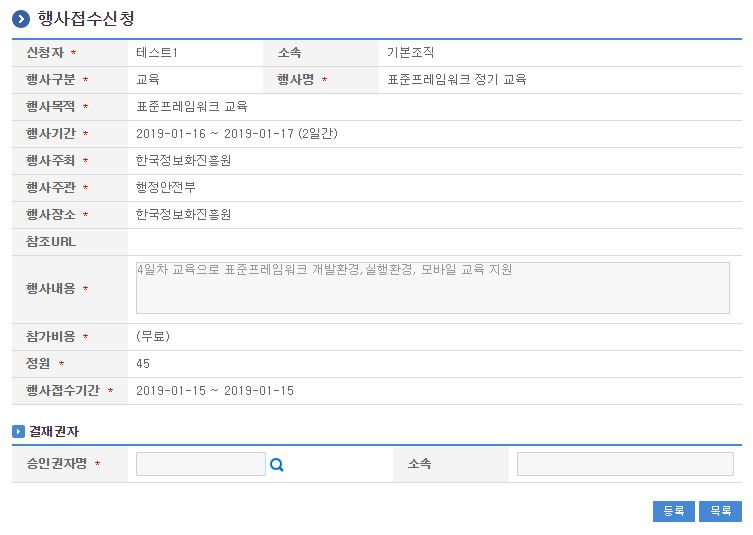 행사접수신청
신청자 * 테스트1 소속 기본조직
행사구분 * 교육 행사명 * 표준프레임워크 정기 교육
행사목적 * 표준프레임워크 교육
행사기간 * 2019-01-16 ~ 2019-01-17 (2일간)
행사주최 * 한국정보화진흥원
행사주관 * 행정안전부
행사장소 * 한국정보화진흥원
참조URL
행사내용 * 4일차 교육으로 표준프레임워크 개발환경,실행환경, 모바일 교육 지원
참가비용 * (무료)
정원 * 45
행사접수기간 * 2019-01-15 ~ 2019-01-15
결재권자
승인권자명 * 소속
등록 목록